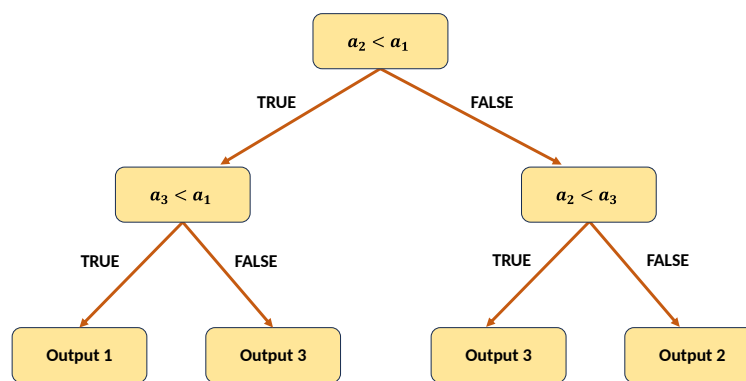 a₂ < a₁
TRUE
FALSE
a₃ < a₁
a₂ < a₃
TRUE
FALSE
TRUE
FALSE
Output 1
Output 3
Output 3
Output 2